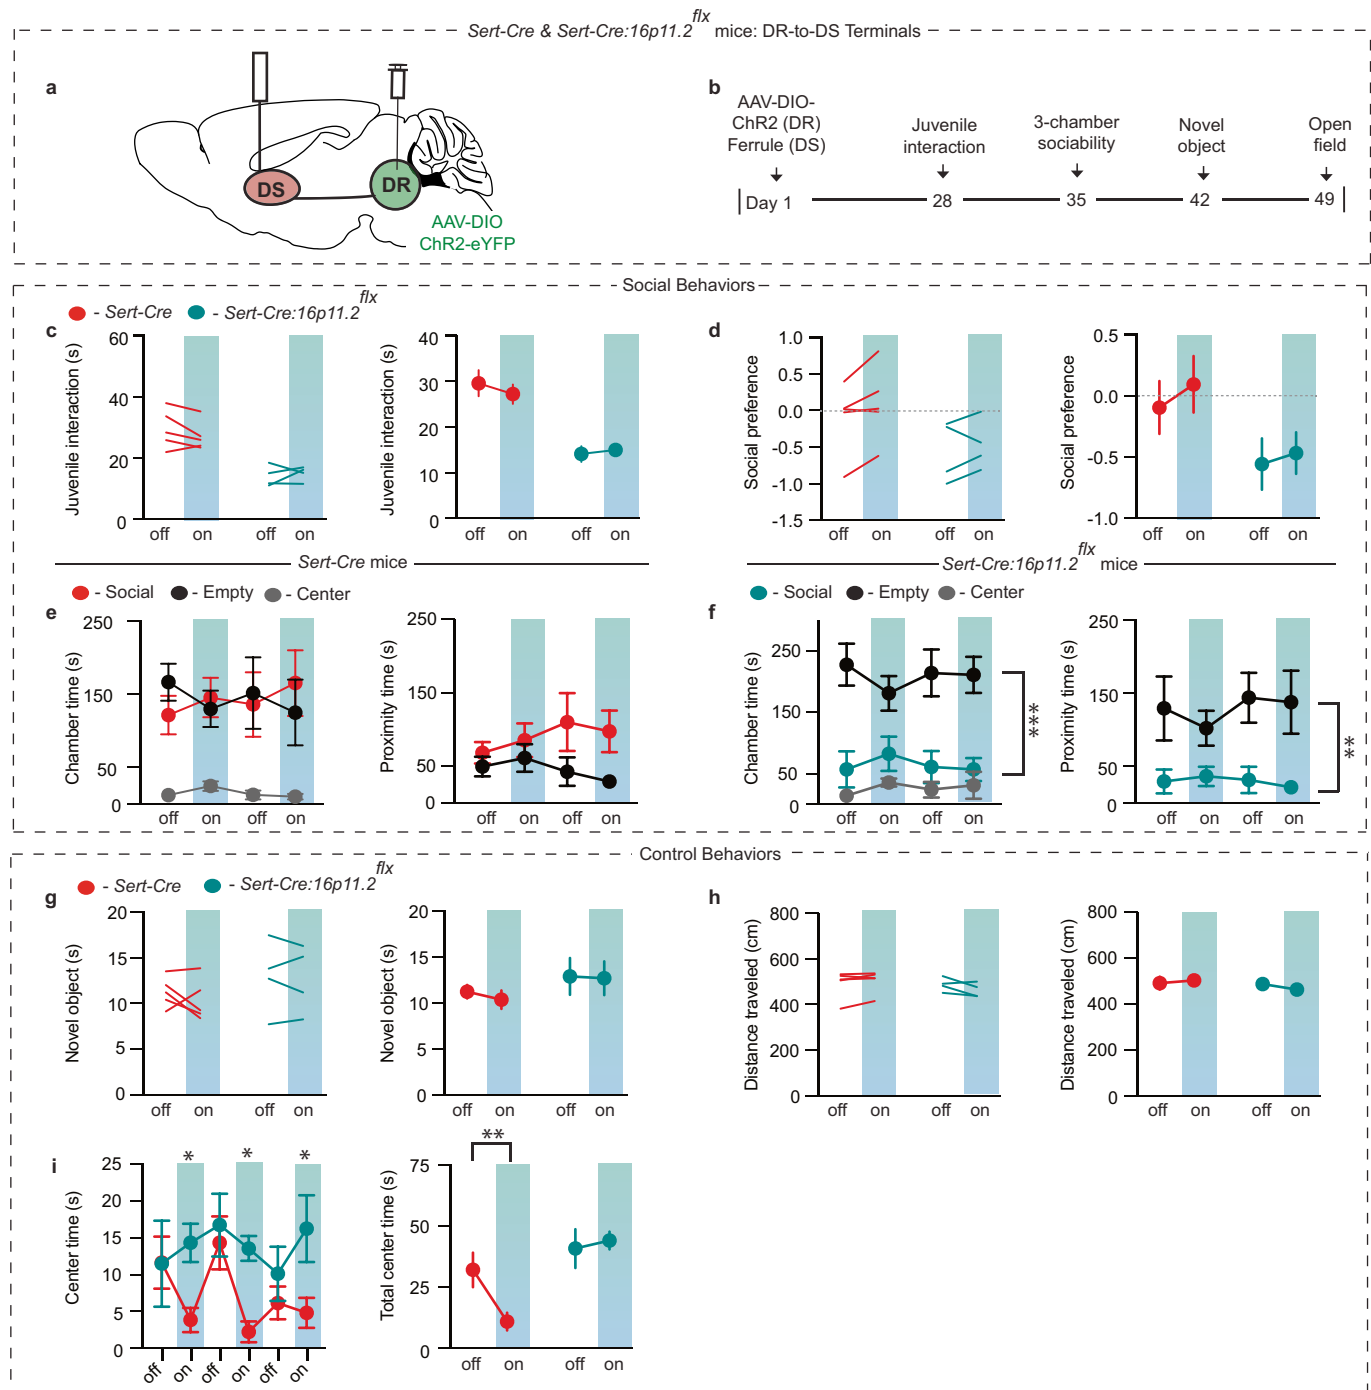 Sert-Cre & Sert-Cre:16p11.2flx mice: DR-to-DS Terminals
a
DS
DR
AAV-DIO
ChR2-eYFP
b
AAV-DIO-
ChR2 (DR)
Ferrule (DS)
Juvenile
interaction
3-chamber
sociability
Novel
object
Open
field
Day 1
28
35
42
49
Social Behaviors
- Sert-Cre
- Sert-Cre:16p11.2flx
c
Juvenile interaction (s)
60
40
20
0
off
on
off
on
Juvenile interaction (s)
40
30
20
10
0
off
on
off
on
d
Social preference
1.0
0.5
0.0
-0.5
-1.0
-1.5
off
on
off
on
Social preference
0.5
0.0
-0.5
-1.0
off
on
off
on
Sert-Cre mice
Sert-Cre:16p11.2flx mice
e
- Social
- Empty
- Center
Chamber time (s)
250
150
50
0
off
on
off
on
Proximity time (s)
250
150
50
0
off
on
off
on
f
- Social
- Empty
- Center
Chamber time (s)
250
150
50
0
off
on
off
on
***
Proximity time (s)
250
150
50
0
off
on
off
on
**
Control Behaviors
- Sert-Cre
- Sert-Cre:16p11.2flx
g
Novel object (s)
20
15
10
5
0
off
on
off
on
Novel object (s)
20
15
10
5
0
off
on
off
on
h
Distance traveled (cm)
800
600
400
200
0
off
on
off
on
Distance traveled (cm)
800
600
400
200
0
off
on
off
on
i
Center time (s)
25
20
15
10
5
0
*
*
*
off
on
off
on
off
on
Total center time (s)
75
50
25
0
**
off
on
off
on